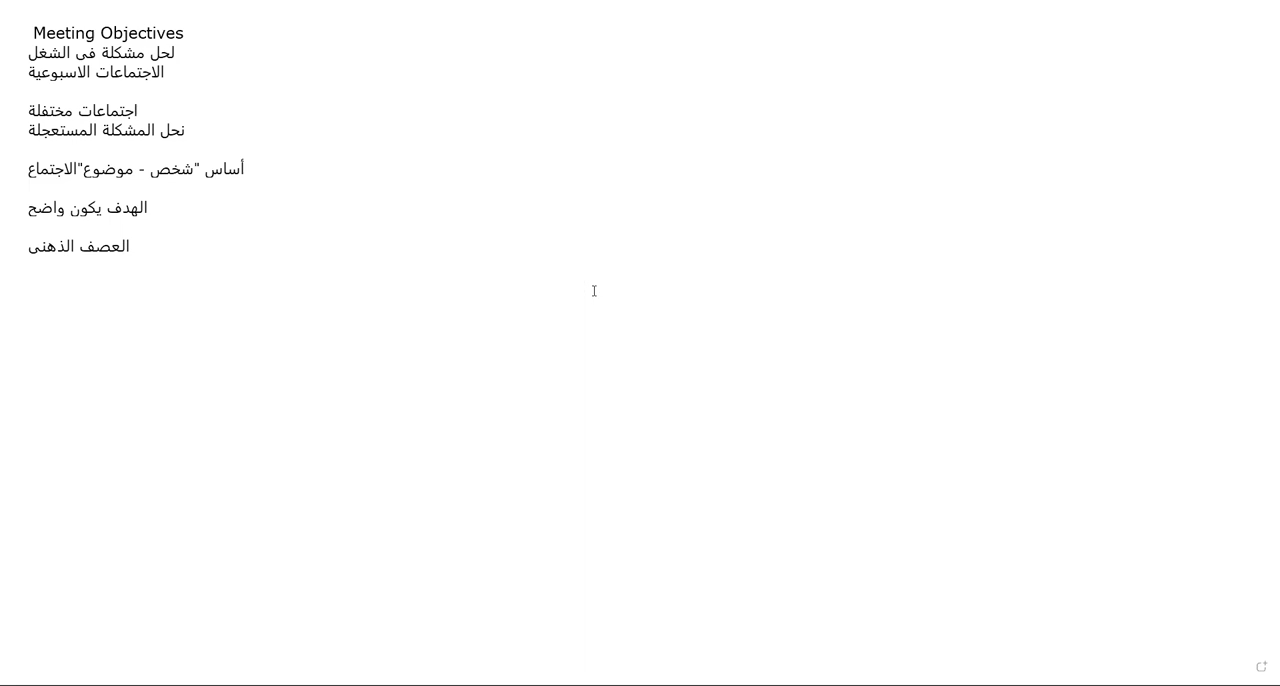 Meeting Objectives
لحل مشكلة فى الشغل
الاجتماعات الاسبوعية
اجتماعات مختفلة
نحل المشكلة المستعجلة
أساس "شخص - موضوع"الاجتماع
الهدف يكون واضح
العصف الذهنى